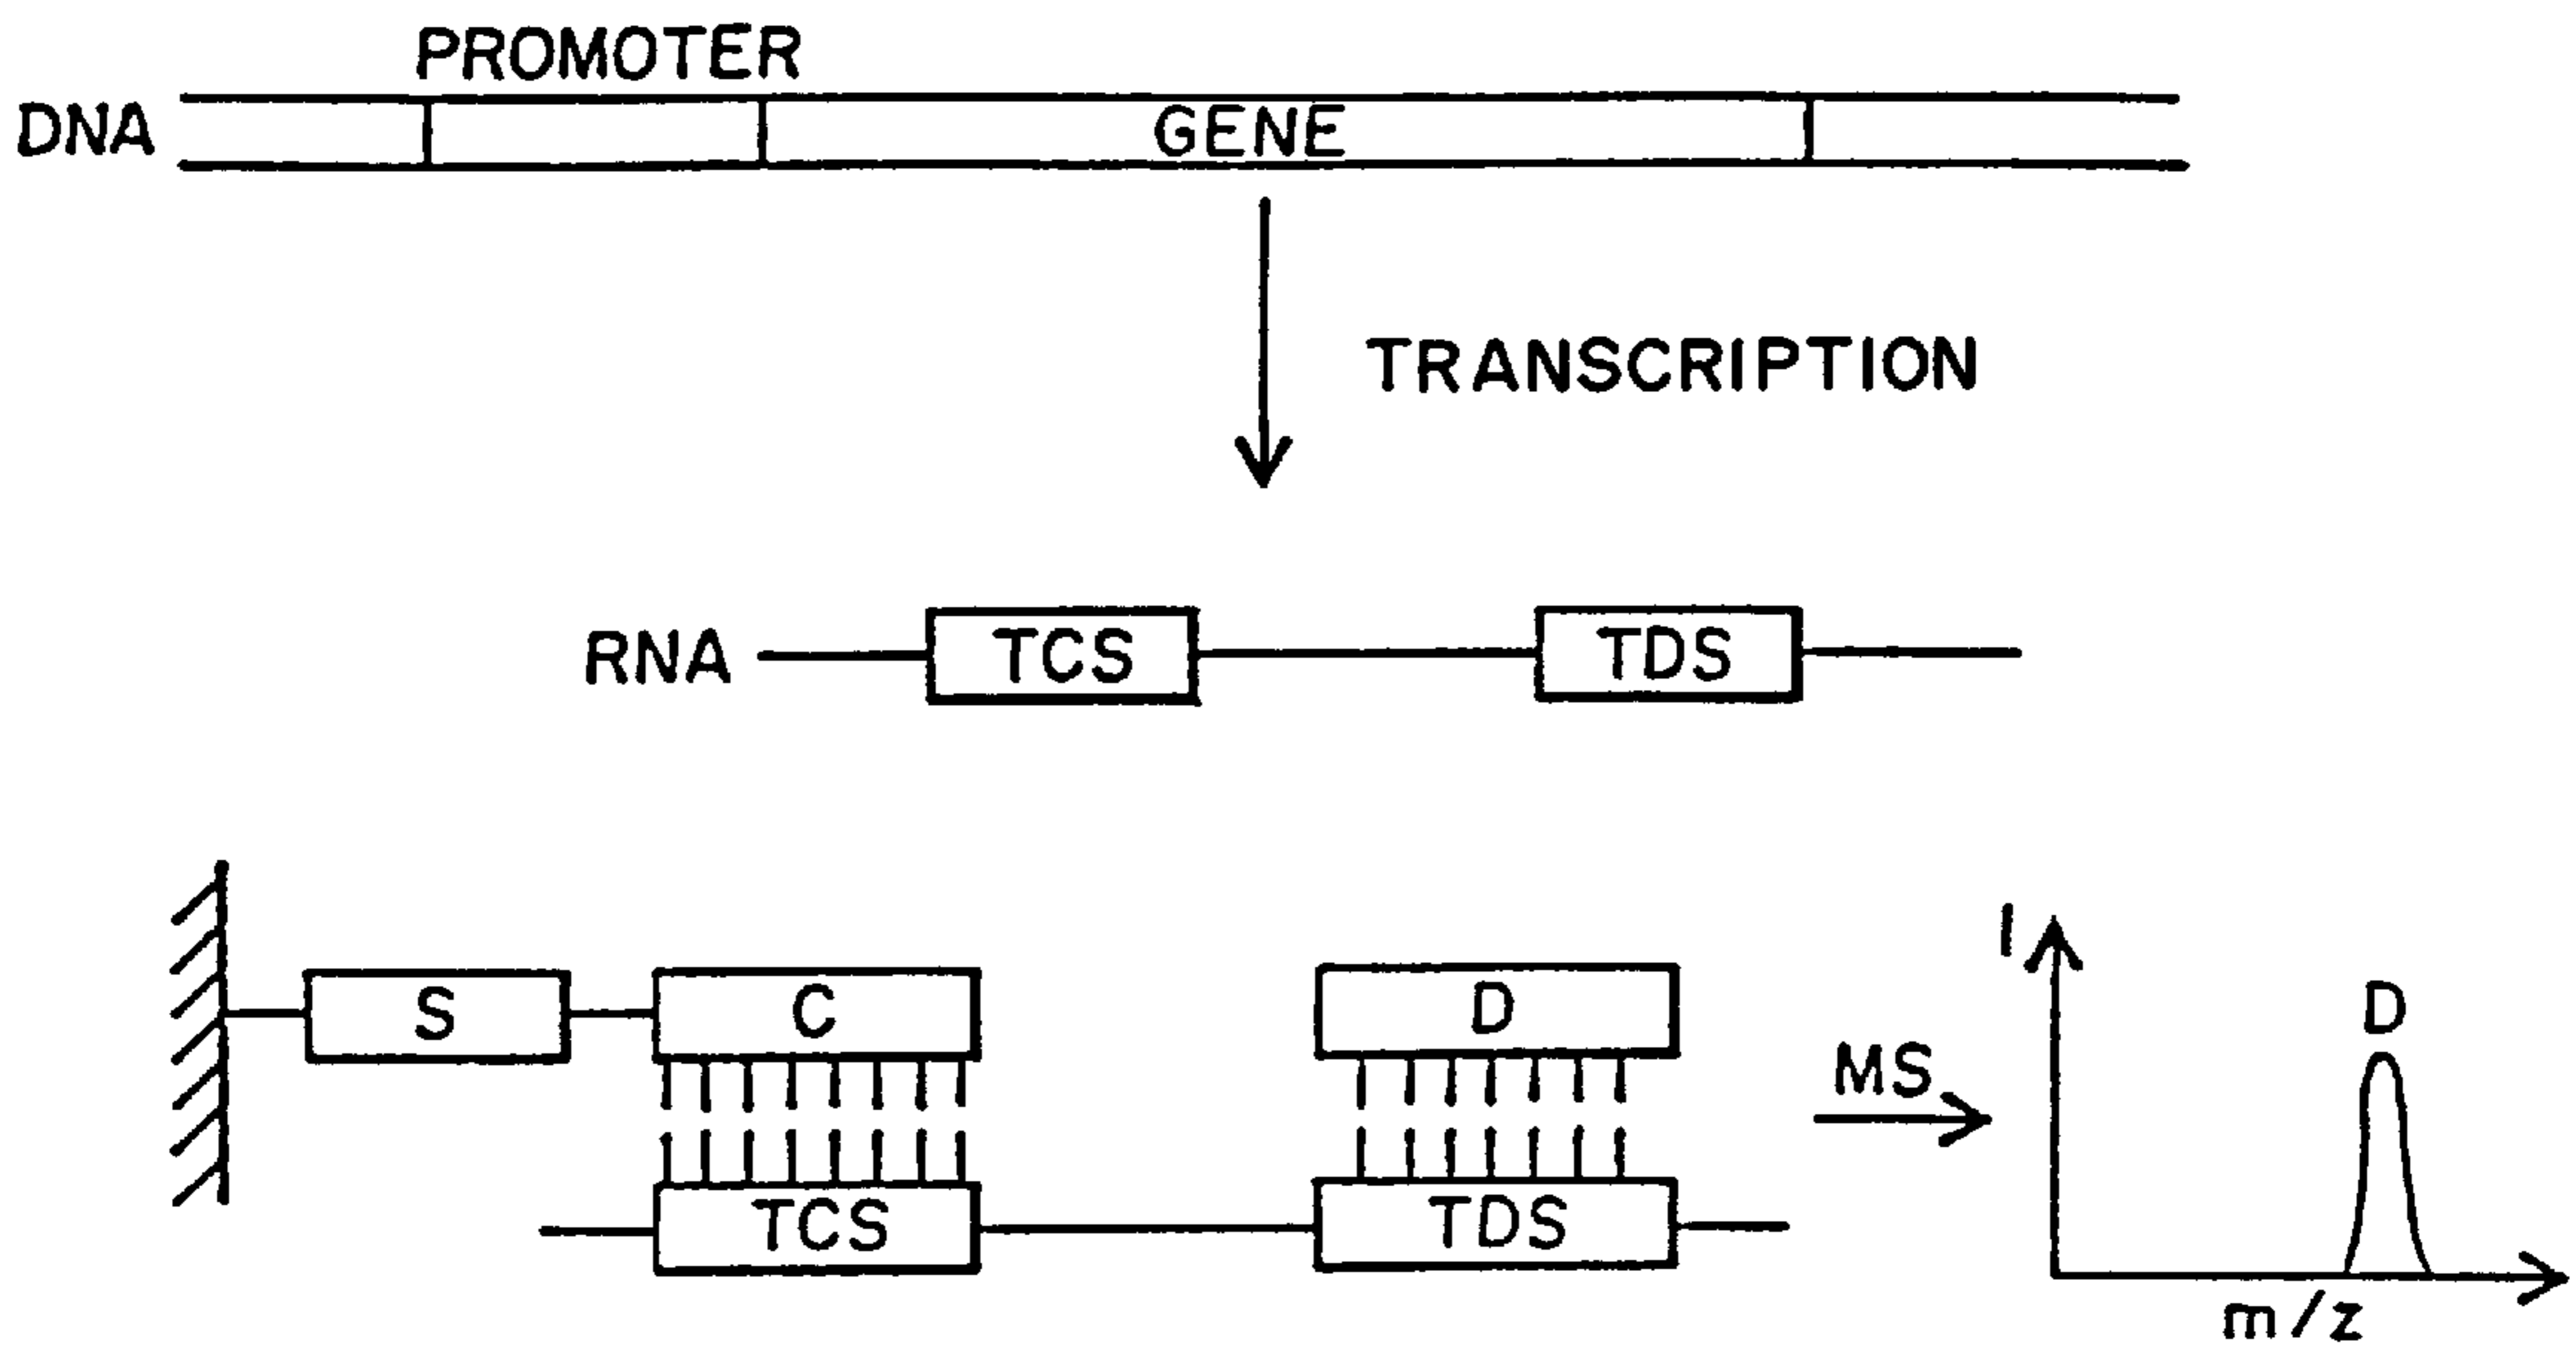 PROMOTER
DNA GENE
TRANSCRIPTION
RNA TCS TDS
S C D
I D
MS
TCS TDS
m/z